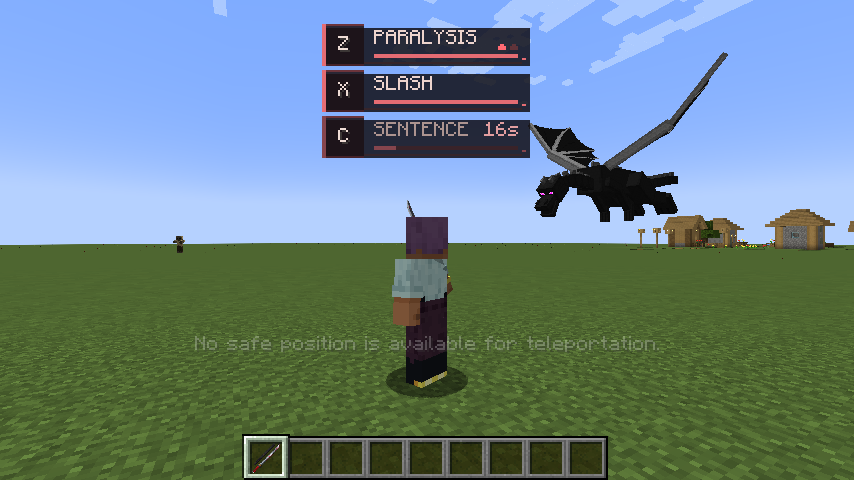 Z PARALYSIS
X SLASH
C SENTENCE 16s
No safe position is available for teleportation.